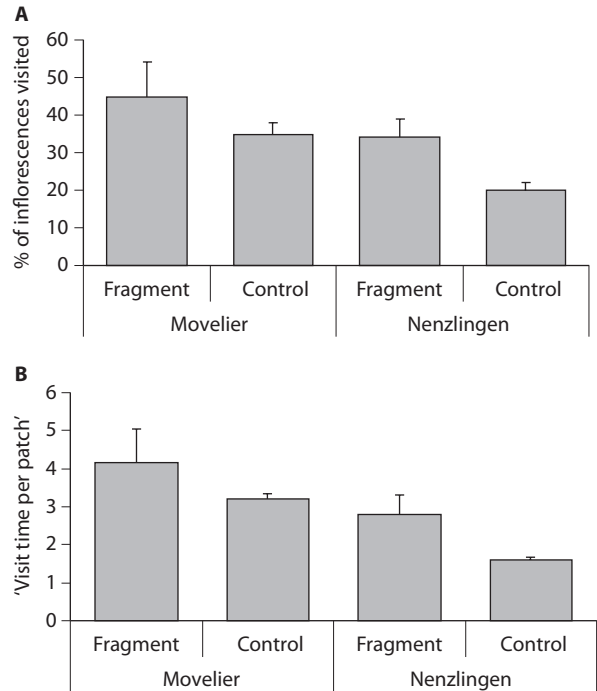 A
% of inflorescences visited
60
50
40
30
20
10
0
Fragment Control Fragment Control
Movelier Nenzlingen
B
'Visit time per patch'
6
5
4
3
2
1
0
Fragment Control Fragment Control
Movelier Nenzlingen